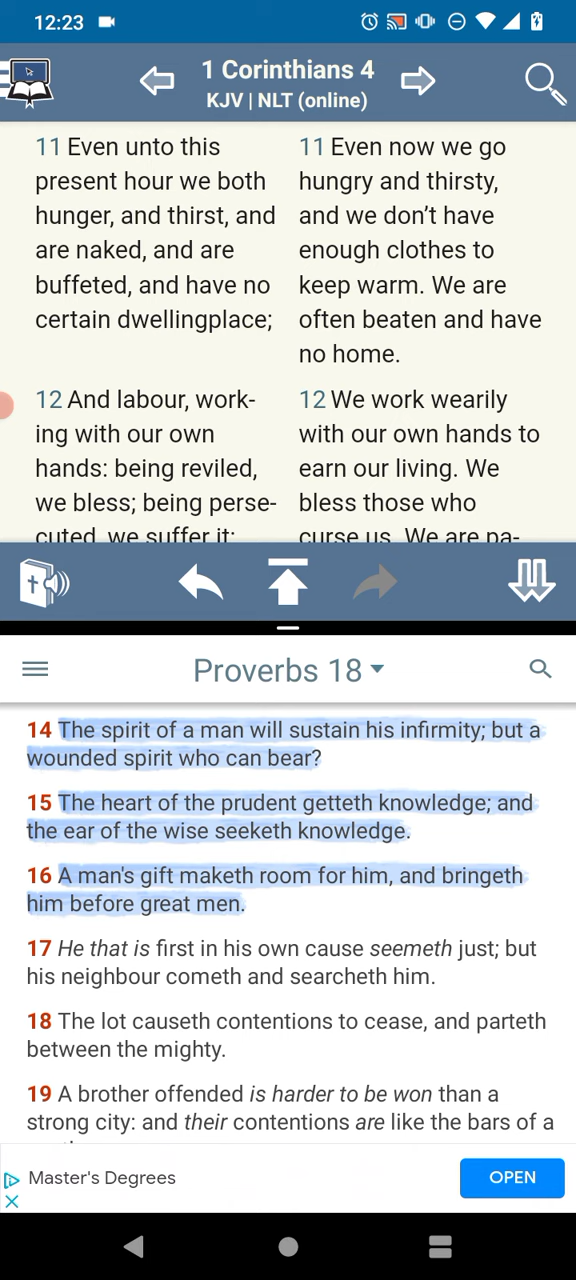 12:23
1 Corinthians 4
KJV | NLT (online)
11 Even unto this
present hour we both
hunger, and thirst, and
are naked, and are
buffeted, and have no
certain dwellingplace;
12 And labour, work-
ing with our own
hands: being reviled,
we bless; being perse-
cuted, we suffer it:
11 Even now we go
hungry and thirsty,
and we don’t have
enough clothes to
keep warm. We are
often beaten and have
no home.
12 We work wearily
with our own hands to
earn our living. We
bless those who
curse us. We are pa-
Proverbs 18
14 The spirit of a man will sustain his infirmity; but a
wounded spirit who can bear?
15 The heart of the prudent getteth knowledge; and
the ear of the wise seeketh knowledge.
16 A man's gift maketh room for him, and bringeth
him before great men.
17 He that is first in his own cause seemeth just; but
his neighbour cometh and searcheth him.
18 The lot causeth contentions to cease, and parteth
between the mighty.
19 A brother offended is harder to be won than a
strong city: and their contentions are like the bars of a
Master's Degrees
OPEN